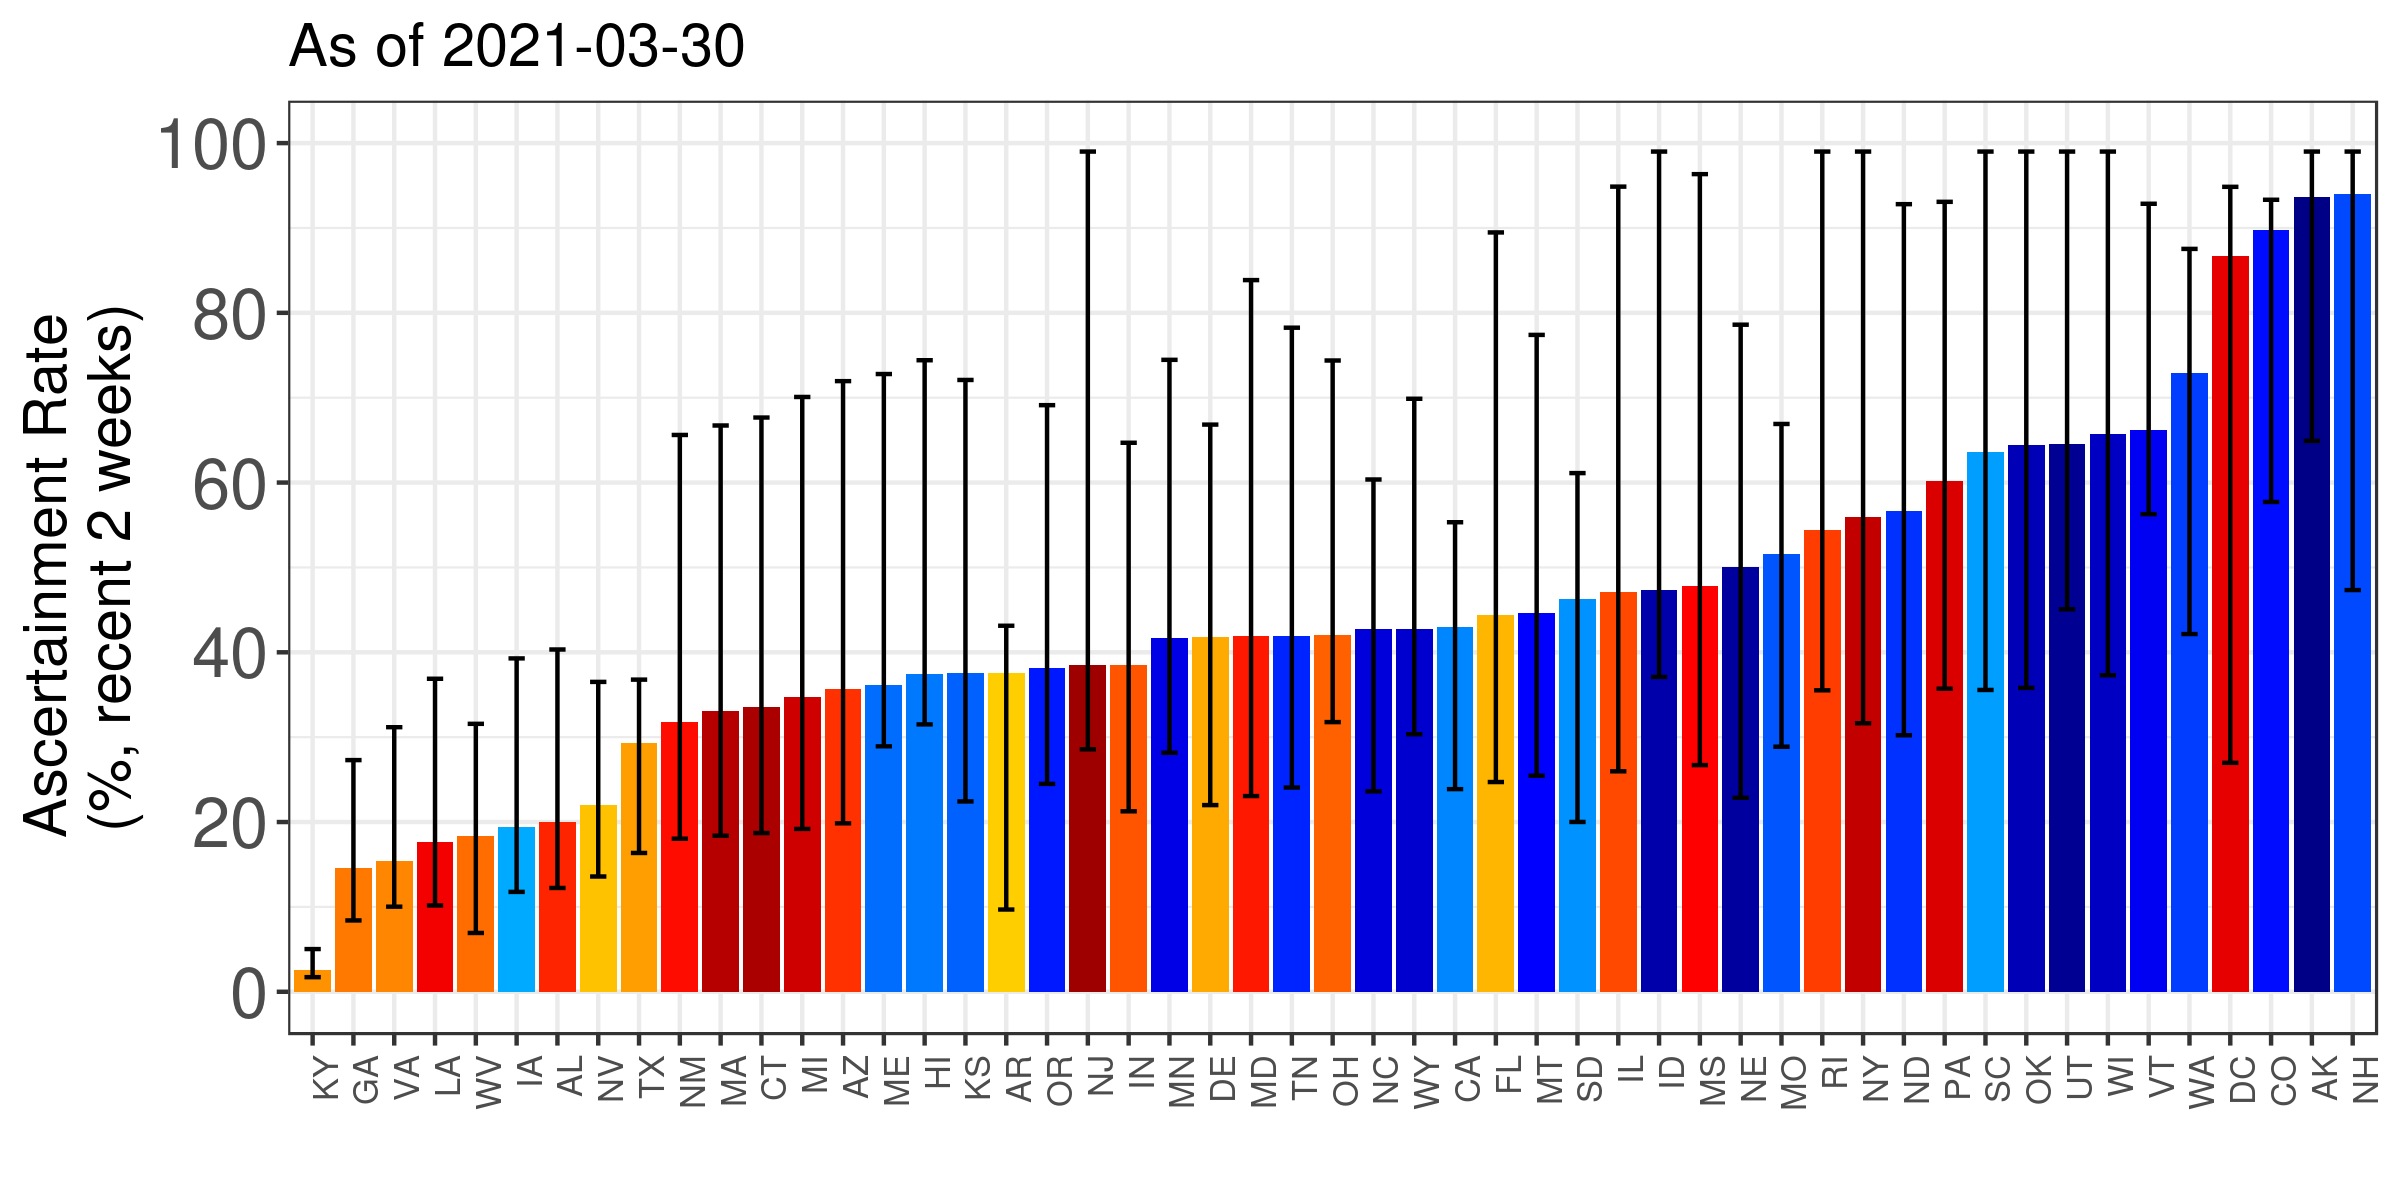 As of 2021-03-30
Ascertainment Rate
(%, recent 2 weeks)
100
80
60
40
20
0
KY GA VA LA WV IA AL NV TX NM MA CT MI AZ ME HI KS AR OR NJ IN MN DE MD TN OH NC WY CA FL MT SD IL ID MS NE MO RI NY ND PA SC OK UT WI VT WA DC CO AK NH